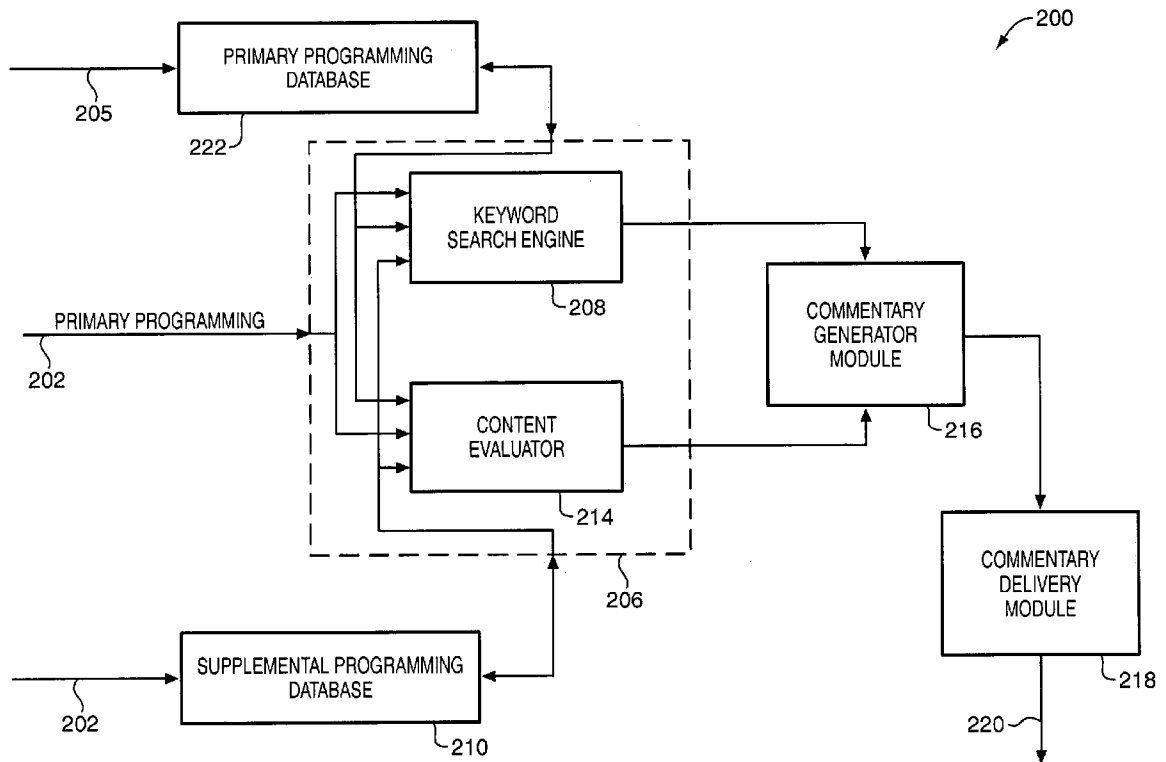 200
PRIMARY PROGRAMMING
DATABASE
205
222
KEYWORD
SEARCH ENGINE
208
PRIMARY PROGRAMMING
202
COMMENTARY
GENERATOR
MODULE
216
CONTENT
EVALUATOR
214
206
COMMENTARY
DELIVERY
MODULE
218
SUPPLEMENTAL PROGRAMMING
DATABASE
202
210
220